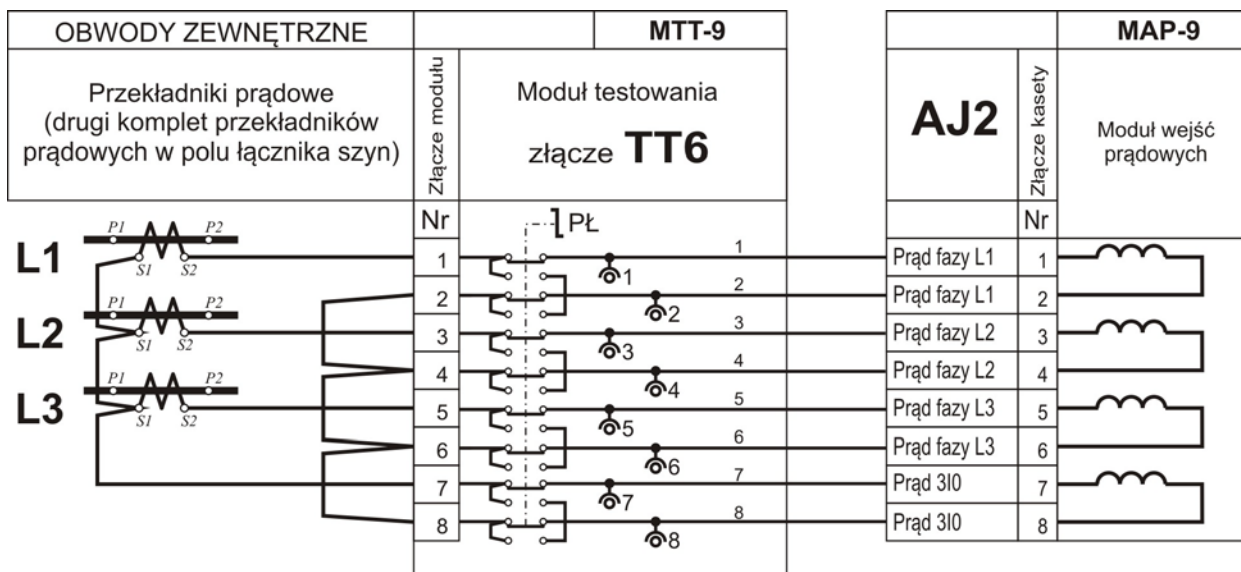 OBWODY ZEWNĘTRZNE
MTT-9
MAP-9
Przekładniki prądowe
(drugi komplet przekładników
prądowych w polu łącznika szyn)
Złącze modułu
Moduł testowania
złącze TT6
AJ2
Złącze kasety
Moduł wejść
prądowych
Nr
PŁ
Nr
L1
P1
P2
S1
S2
1
1
1
Prąd fazy L1
1
2
2
2
Prąd fazy L1
2
L2
P1
P2
S1
S2
3
3
3
Prąd fazy L2
3
4
4
4
Prąd fazy L2
4
L3
P1
P2
S1
S2
5
5
5
Prąd fazy L3
5
6
6
6
Prąd fazy L3
6
7
7
7
Prąd 3I0
7
8
8
8
Prąd 3I0
8